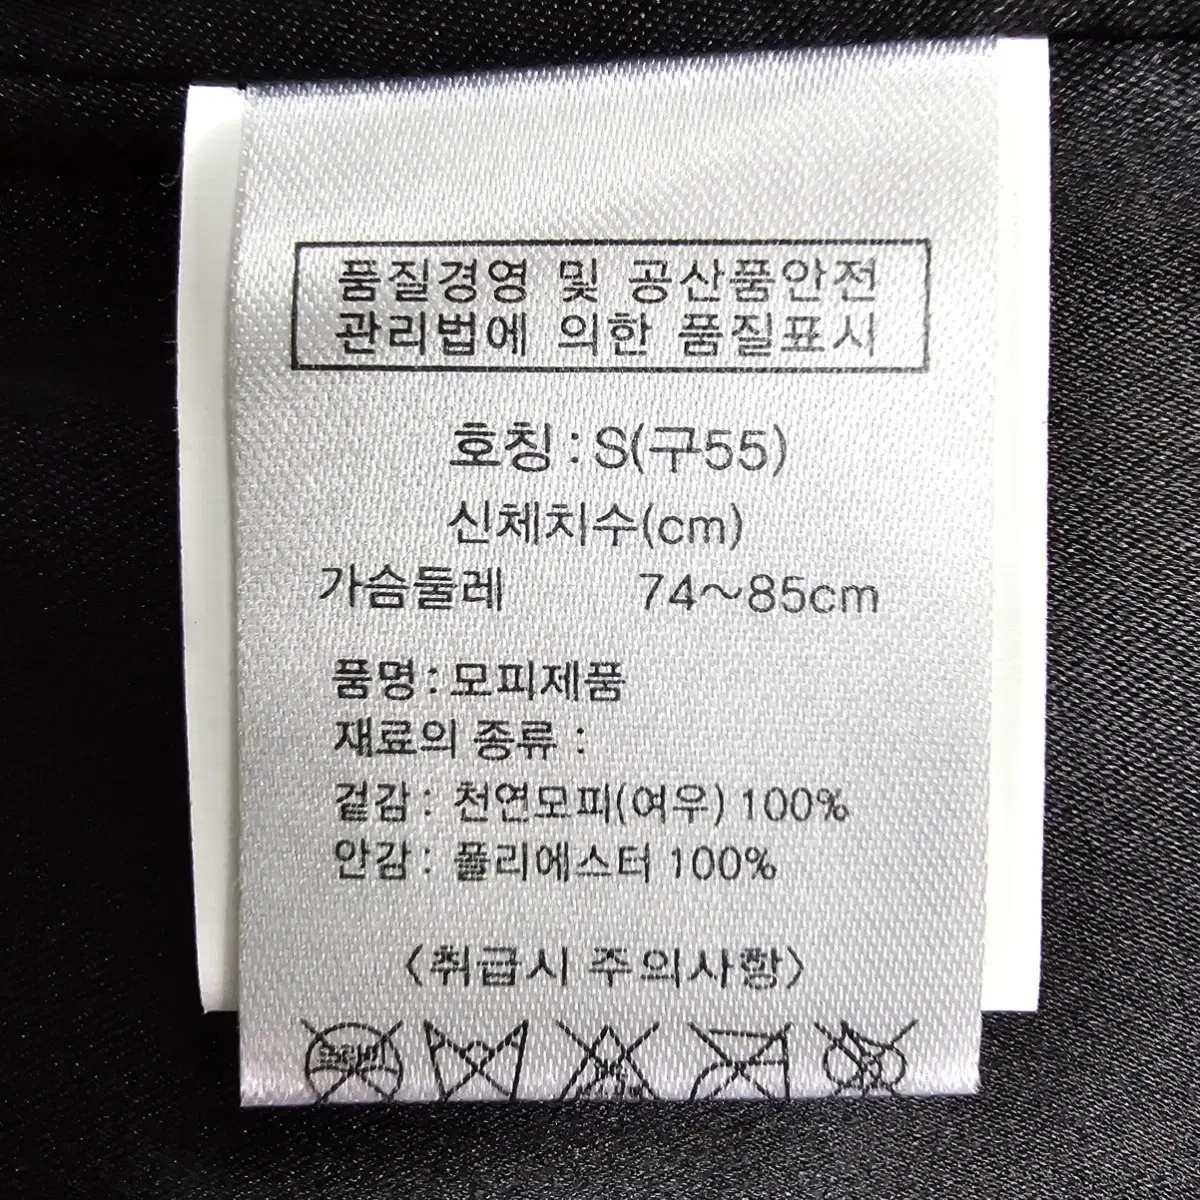 품질경영 및 공산품안전
관리법에 의한 품질표시
호칭 : S(구55)
신체치수(cm)
가슴둘레 74~85cm
품명 : 모피제품
재료의 종류 :
겉감 : 천연모피(여우) 100%
안감 : 폴리에스터 100%
<취급시 주의사항>